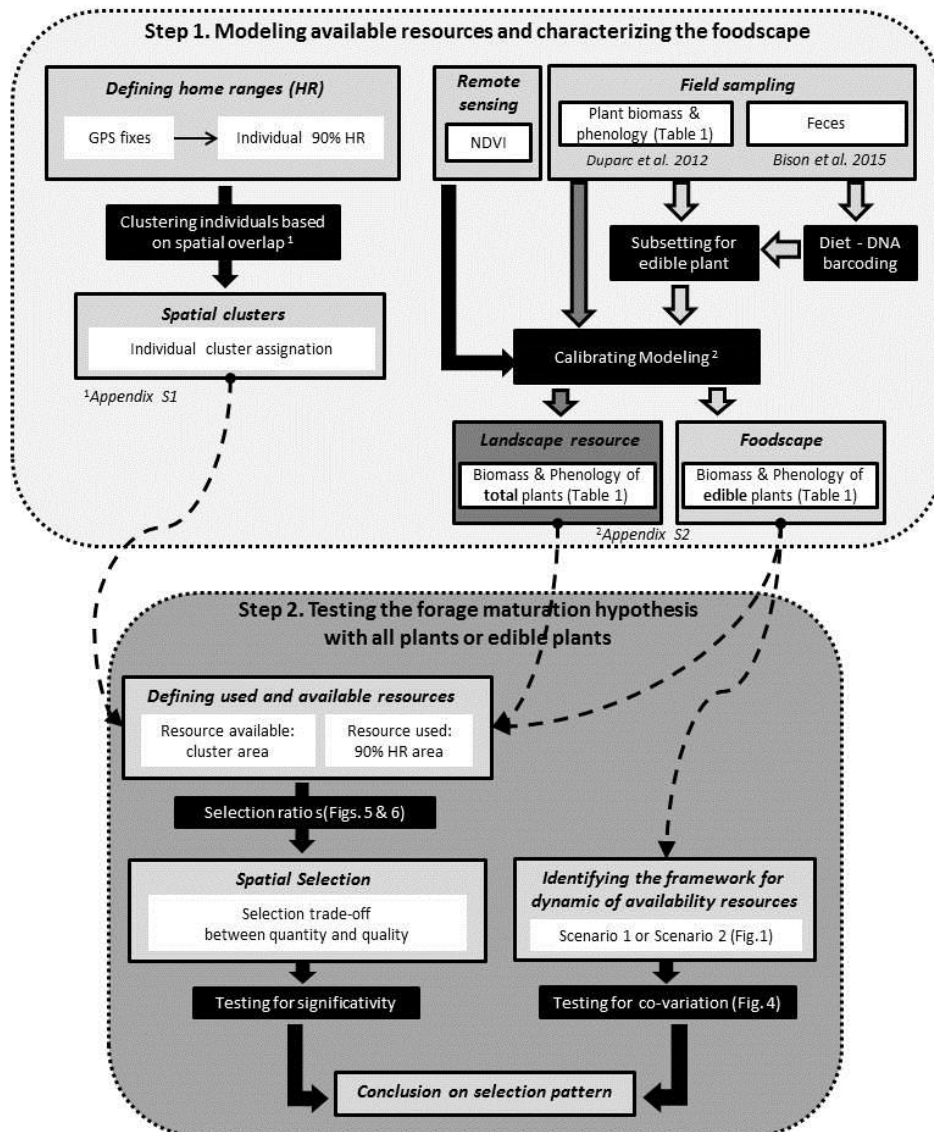 Step 1. Modeling available resources and characterizing the foodscape
Defining home ranges (HR)
GPS fixes
Individual 90% HR
Clustering individuals based
on spatial overlap 1
Spatial clusters
Individual cluster assignation
1Appendix S1
Remote
sensing
NDVI
Field sampling
Plant biomass &
phenology (Table 1)
Duparc et al. 2012
Feces
Bison et al. 2015
Subsetting for
edible plant
Diet - DNA
barcoding
Calibrating Modeling 2
Landscape resource
Biomass & Phenology of
total plants (Table 1)
Foodscape
Biomass & Phenology of
edible plants (Table 1)
2Appendix S2
Step 2. Testing the forage maturation hypothesis
with all plants or edible plants
Defining used and available resources
Resource available:
cluster area
Resource used:
90% HR area
Selection ratio s(Figs. 5 & 6)
Spatial Selection
Selection trade-off
between quantity and quality
Testing for significativity
Identifying the framework for
dynamic of availability resources
Scenario 1 or Scenario 2 (Fig.1)
Testing for co-variation (Fig. 4)
Conclusion on selection pattern